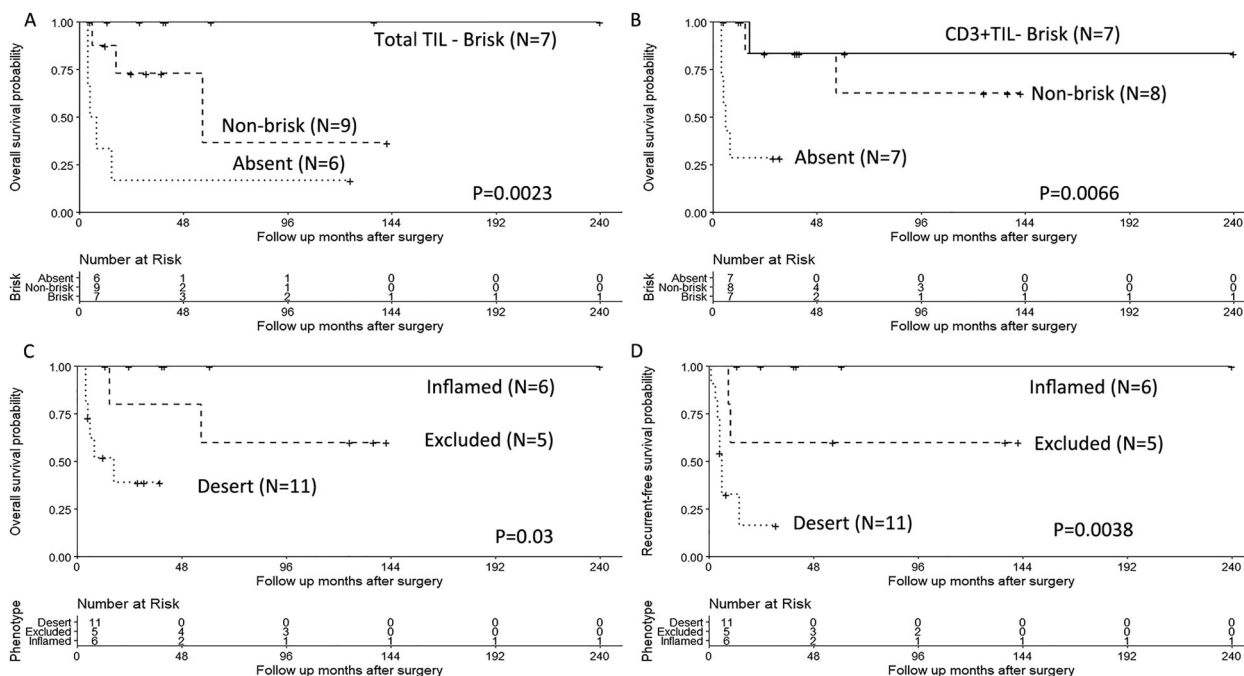 A
Overall survival probability
1.00
0.75
0.50
0.25
0.00
Total TIL - Brisk (N=7)
Non-brisk (N=9)
Absent (N=6)
P=0.0023
0 48 96 144 192 240
Follow up months after surgery
Number at Risk
Brisk
Absent 6 1 1 0 0 0
Non-brisk 9 2 1 0 0 0
Brisk 7 3 2 1 1 1
0 48 96 144 192 240
Follow up months after surgery
B
Overall survival probability
1.00
0.75
0.50
0.25
0.00
CD3+TIL- Brisk (N=7)
Non-brisk (N=8)
Absent (N=7)
P=0.0066
0 48 96 144 192 240
Follow up months after surgery
Number at Risk
Brisk
Absent 7 0 0 0 0 0
Non-brisk 8 4 3 0 0 0
Brisk 7 2 1 1 1 1
0 48 96 144 192 240
Follow up months after surgery
C
Overall survival probability
1.00
0.75
0.50
0.25
0.00
Inflamed (N=6)
Excluded (N=5)
Desert (N=11)
P=0.03
0 48 96 144 192 240
Follow up months after surgery
Number at Risk
Phenotype
Desert 11 0 0 0 0 0
Excluded 5 4 3 0 0 0
Inflamed 6 2 1 1 1 1
0 48 96 144 192 240
Follow up months after surgery
D
Recurrent-free survival probability
1.00
0.75
0.50
0.25
0.00
Inflamed (N=6)
Excluded (N=5)
Desert (N=11)
P=0.0038
0 48 96 144 192 240
Follow up months after surgery
Number at Risk
Phenotype
Desert 11 0 0 0 0 0
Excluded 5 3 2 0 0 0
Inflamed 6 2 1 1 1 1
0 48 96 144 192 240
Follow up months after surgery